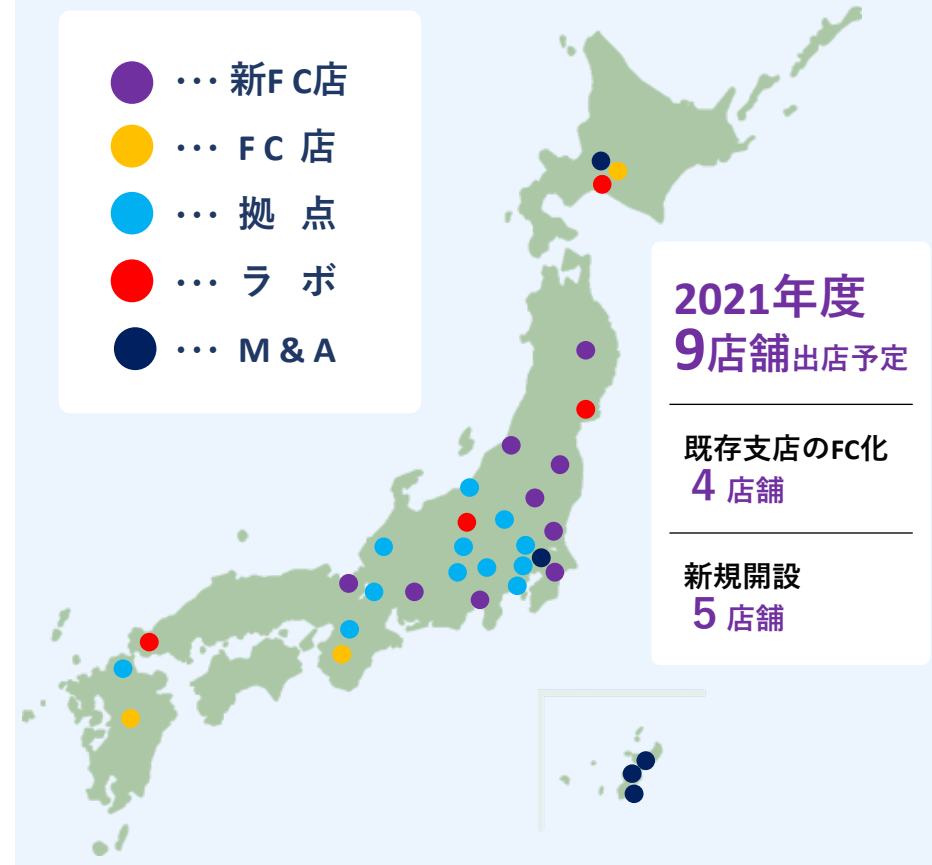 ･･･ 新FC店
･･･ FC 店
･･･ 拠 点
･･･ ラ ボ
･･･ M & A
2021年度
9店舗出店予定
既存支店のFC化
4 店舗
新規開設
5 店舗